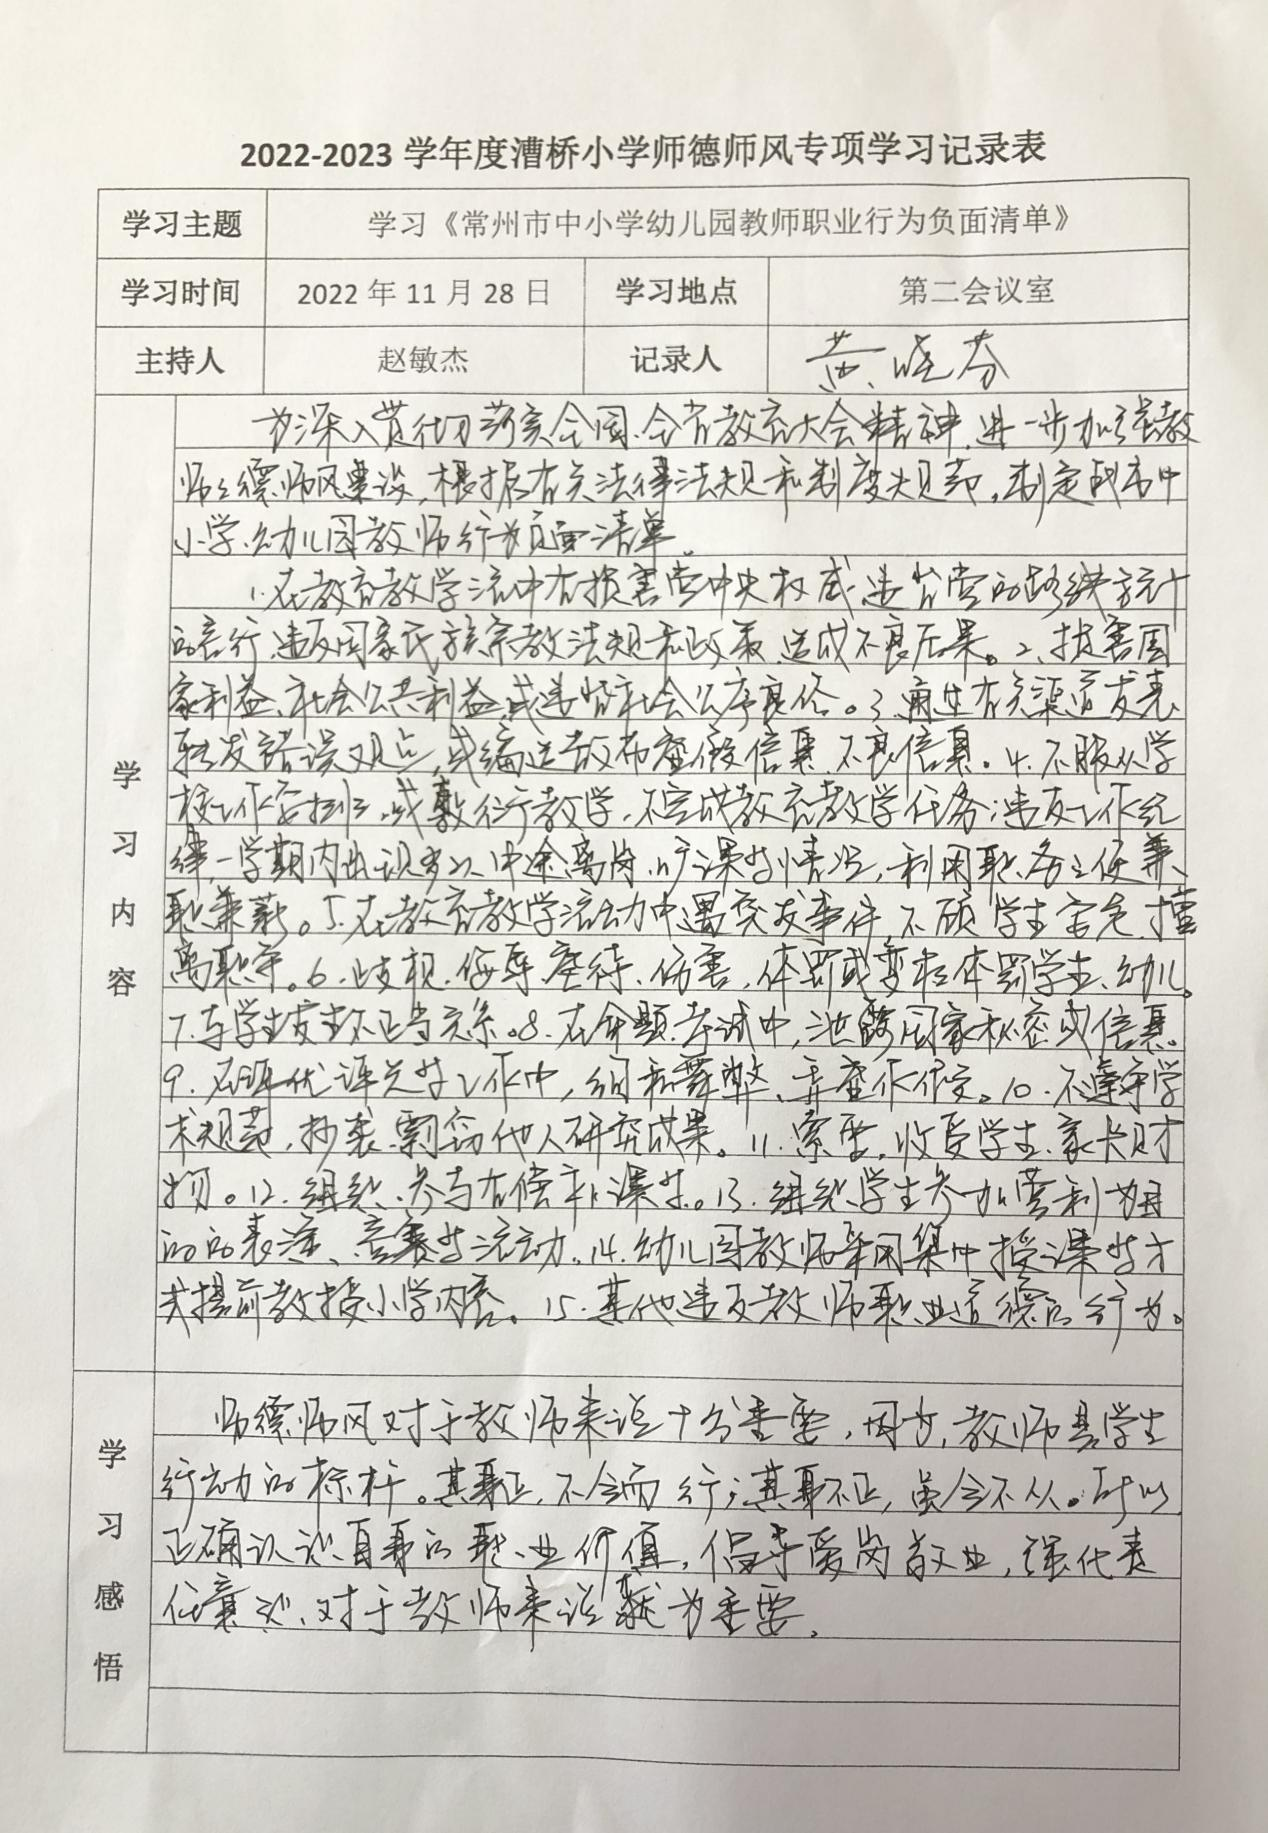 2022-2023 学年度漕桥小学师德师风专项学习记录表
学习主题 学习《常州市中小学幼儿园教师职业行为负面清单》
学习时间 2022 年 11 月 28 日 学习地点 第二会议室
主持人 赵敏杰 记录人 黄晓芬
学习内容
为深入贯彻落实全国、全省教育大会精神,进一步加强教
师师德师风建设,根据有关法律法规和制度规范,制定我市中
小学、幼儿园教师行为负面清单。
1.在教育教学活中有损害党中央权威、违背党的路线方针
的言行,违反国家民族宗教法规和政策,造成不良后果。2、损害国
家利益、社会公共利益,或违背社会公序良俗。3.通过有关渠道发表、
转发错误观点,或编造散布虚假信息、不良信息。4.不服从学
校工作安排,或敷衍教学,不完成教育教学任务;违反工作纪
律,一学期内出现多次中途离岗、旷课等情况,利用职务之便兼
职兼薪。5.在教育教学活动中遇突发事件,不顾学生安危,擅
离职守。6.歧视、侮辱、虐待、伤害,体罚或变相体罚学生、幼儿。
7.与学生发生不正当关系。8.在命题考试中,泄露国家秘密或信息。
9.在评优评先等工作中,徇私舞弊、弄虚作假。10.不遵守学
术规范,抄袭、剽窃他人研究成果。11.索要,收受学生、家长财
物。12.组织、参与有偿补课等。13.组织学生参加营利为目
的的表演、竞赛等活动.14.幼儿园教师采用集中授课等方
式提前教授小学内容。15.其他违反教师职业道德的行为。
学习感悟
师德师风对于教师来说十分重要,因为,教师是学生
行动的标杆。其身正,不令而行;其身不正,虽令不从。所以
正确认识自身的职业价值,倡导爱岗敬业,强化责
任意识,对于教师来说就为重要.